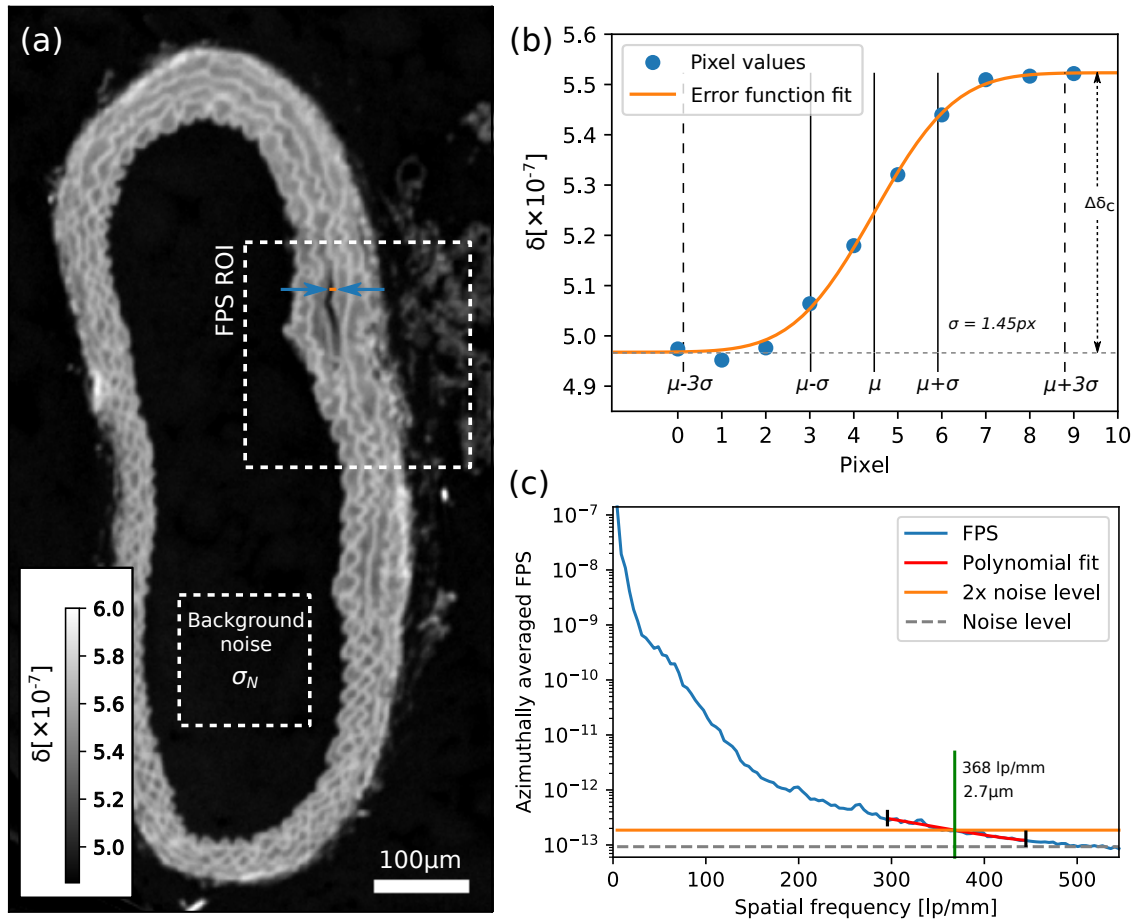 (a)
FPS ROI
Background
noise
σN
δ[×10⁻⁷]
6.0
5.8
5.6
5.4
5.2
5.0
100μm
(b)
Pixel values
Error function fit
δ[×10⁻⁷]
5.6
5.5
5.4
5.3
5.2
5.1
5.0
4.9
Δδc
σ = 1.45px
μ-3σ
μ-σ
μ
μ+σ
μ+3σ
0 1 2 3 4 5 6 7 8 9 10
Pixel
(c)
FPS
Polynomial fit
2x noise level
Noise level
Azimuthally averaged FPS
10⁻⁷
10⁻⁸
10⁻⁹
10⁻¹⁰
10⁻¹¹
10⁻¹²
10⁻¹³
368 lp/mm
2.7μm
0 100 200 300 400 500
Spatial frequency [lp/mm]